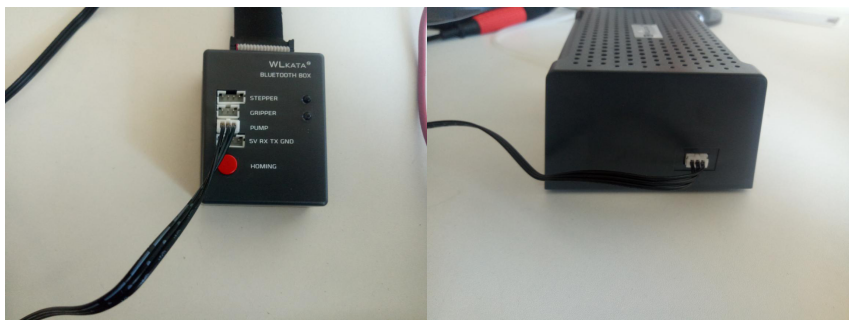 WLKATA®
BLUETOOTH BOX
STEPPER
GRIPPER
PUMP
5V RX TX GND
HOMING